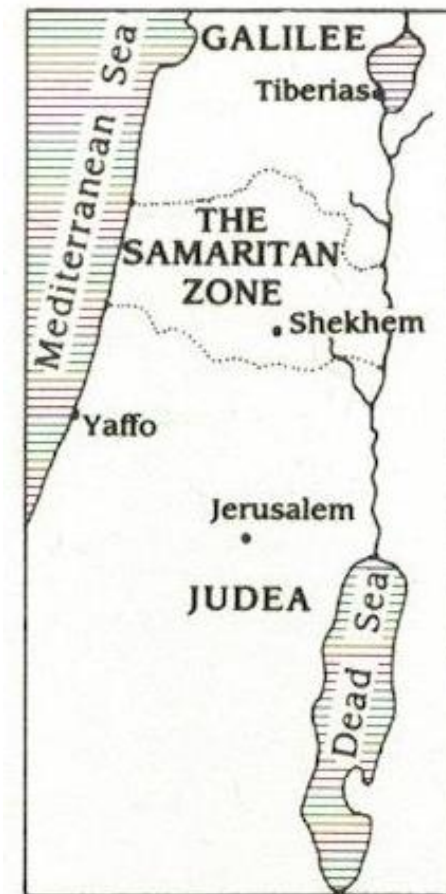 GALILEE
Mediterranean Sea
Tiberias
THE
SAMARITAN
ZONE
Shekhem
Yaffo
Jerusalem
JUDEA
Dead Sea